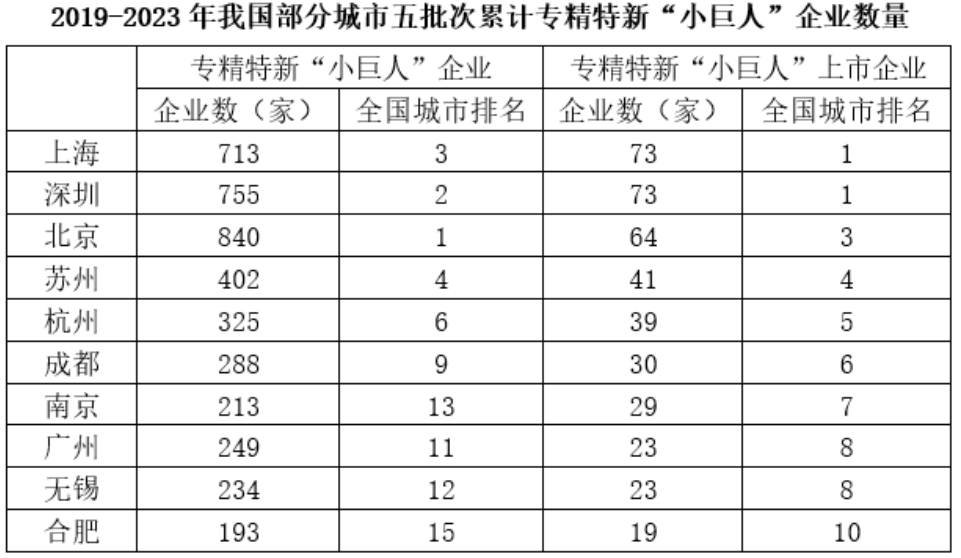 2019-2023 年我国部分城市五批次累计专精特新“小巨人”企业数量
专精特新“小巨人”企业 专精特新“小巨人”上市企业
企业数（家） 全国城市排名 企业数（家） 全国城市排名
上海 713 3 73 1
深圳 755 2 73 1
北京 840 1 64 3
苏州 402 4 41 4
杭州 325 6 39 5
成都 288 9 30 6
南京 213 13 29 7
广州 249 11 23 8
无锡 234 12 23 8
合肥 193 15 19 10